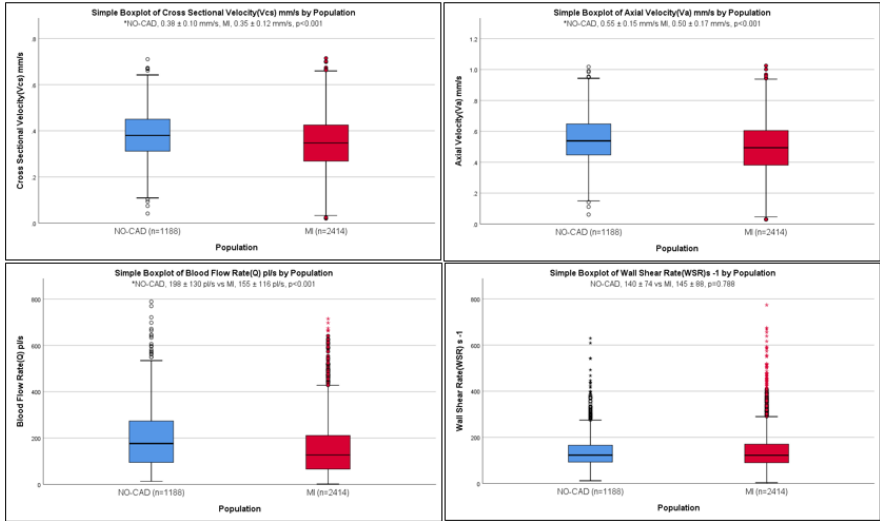 Simple Boxplot of Cross Sectional Velocity(Vcs) mm/s by Population
*NO-CAD, 0.38 ± 0.10 mm/s, MI, 0.35 ± 0.12 mm/s, p<0.001
Cross Sectional Velocity(Vcs) mm/s
.8
.6
.4
.2
.0
NO-CAD (n=1188)
MI (n=2414)
Population
Simple Boxplot of Axial Velocity(Va) mm/s by Population
*NO-CAD, 0.55 ± 0.15 mm/s MI, 0.50 ± 0.17 mm/s, p<0.001
Axial Velocity(Va) mm/s
1.2
1.0
.8
.6
.4
.2
.0
NO-CAD (n=1188)
MI (n=2414)
Population
Simple Boxplot of Blood Flow Rate(Q) pl/s by Population
*NO-CAD, 198 ± 130 pl/s vs MI, 155 ± 116 pl/s, p<0.001
Blood Flow Rate(Q) pl/s
800
600
400
200
0
NO-CAD (n=1188)
MI (n=2414)
Population
Simple Boxplot of Wall Shear Rate(WSR)s -1 by Population
NO-CAD, 140 ± 74 vs MI, 145 ± 88, p=0.788
Wall Shear Rate(WSR) s -1
800
600
400
200
0
NO-CAD (n=1188)
MI (n=2414)
Population